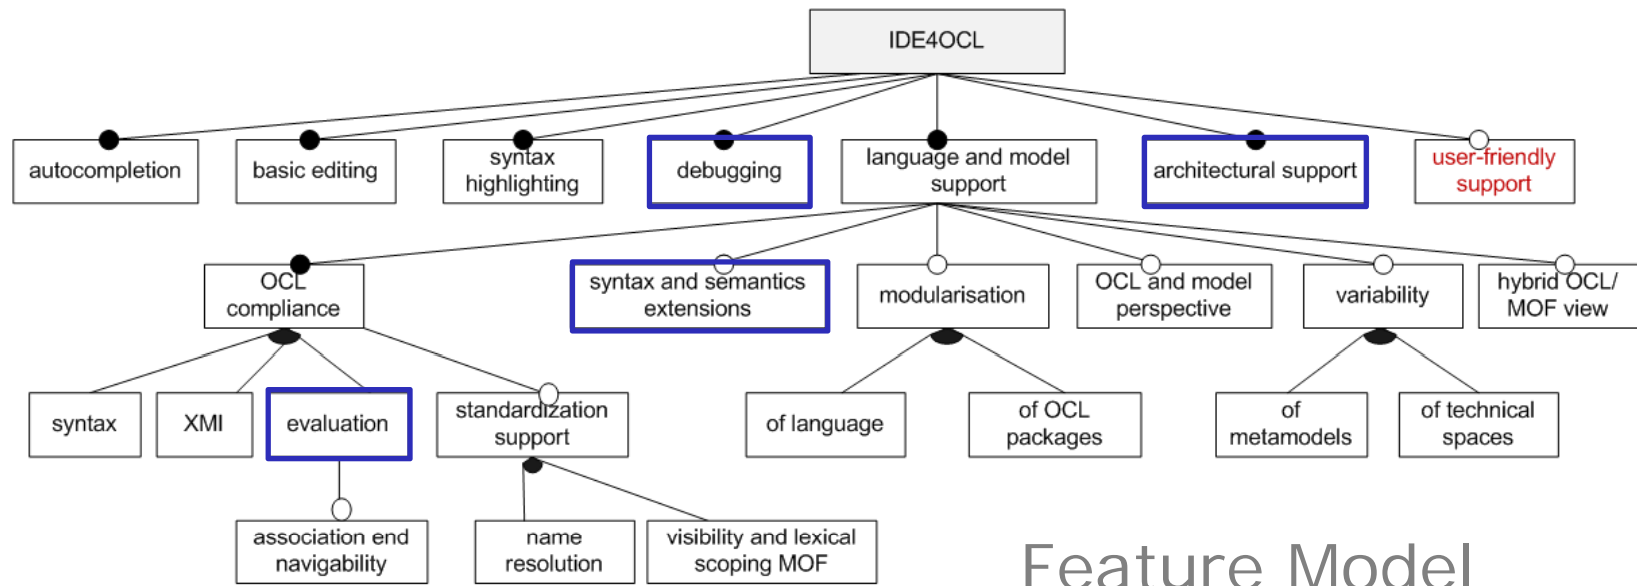 IDE4OCL
autocompletion
basic editing
syntax
highlighting
debugging
language and model
support
architectural support
user-friendly
support
OCL
compliance
syntax and semantics
extensions
modularisation
OCL and model
perspective
variability
hybrid OCL/
MOF view
syntax
XMI
evaluation
standardization
support
of language
of OCL
packages
of
metamodels
of technical
spaces
association end
navigability
name
resolution
visibility and lexical
scoping MOF
Feature Model